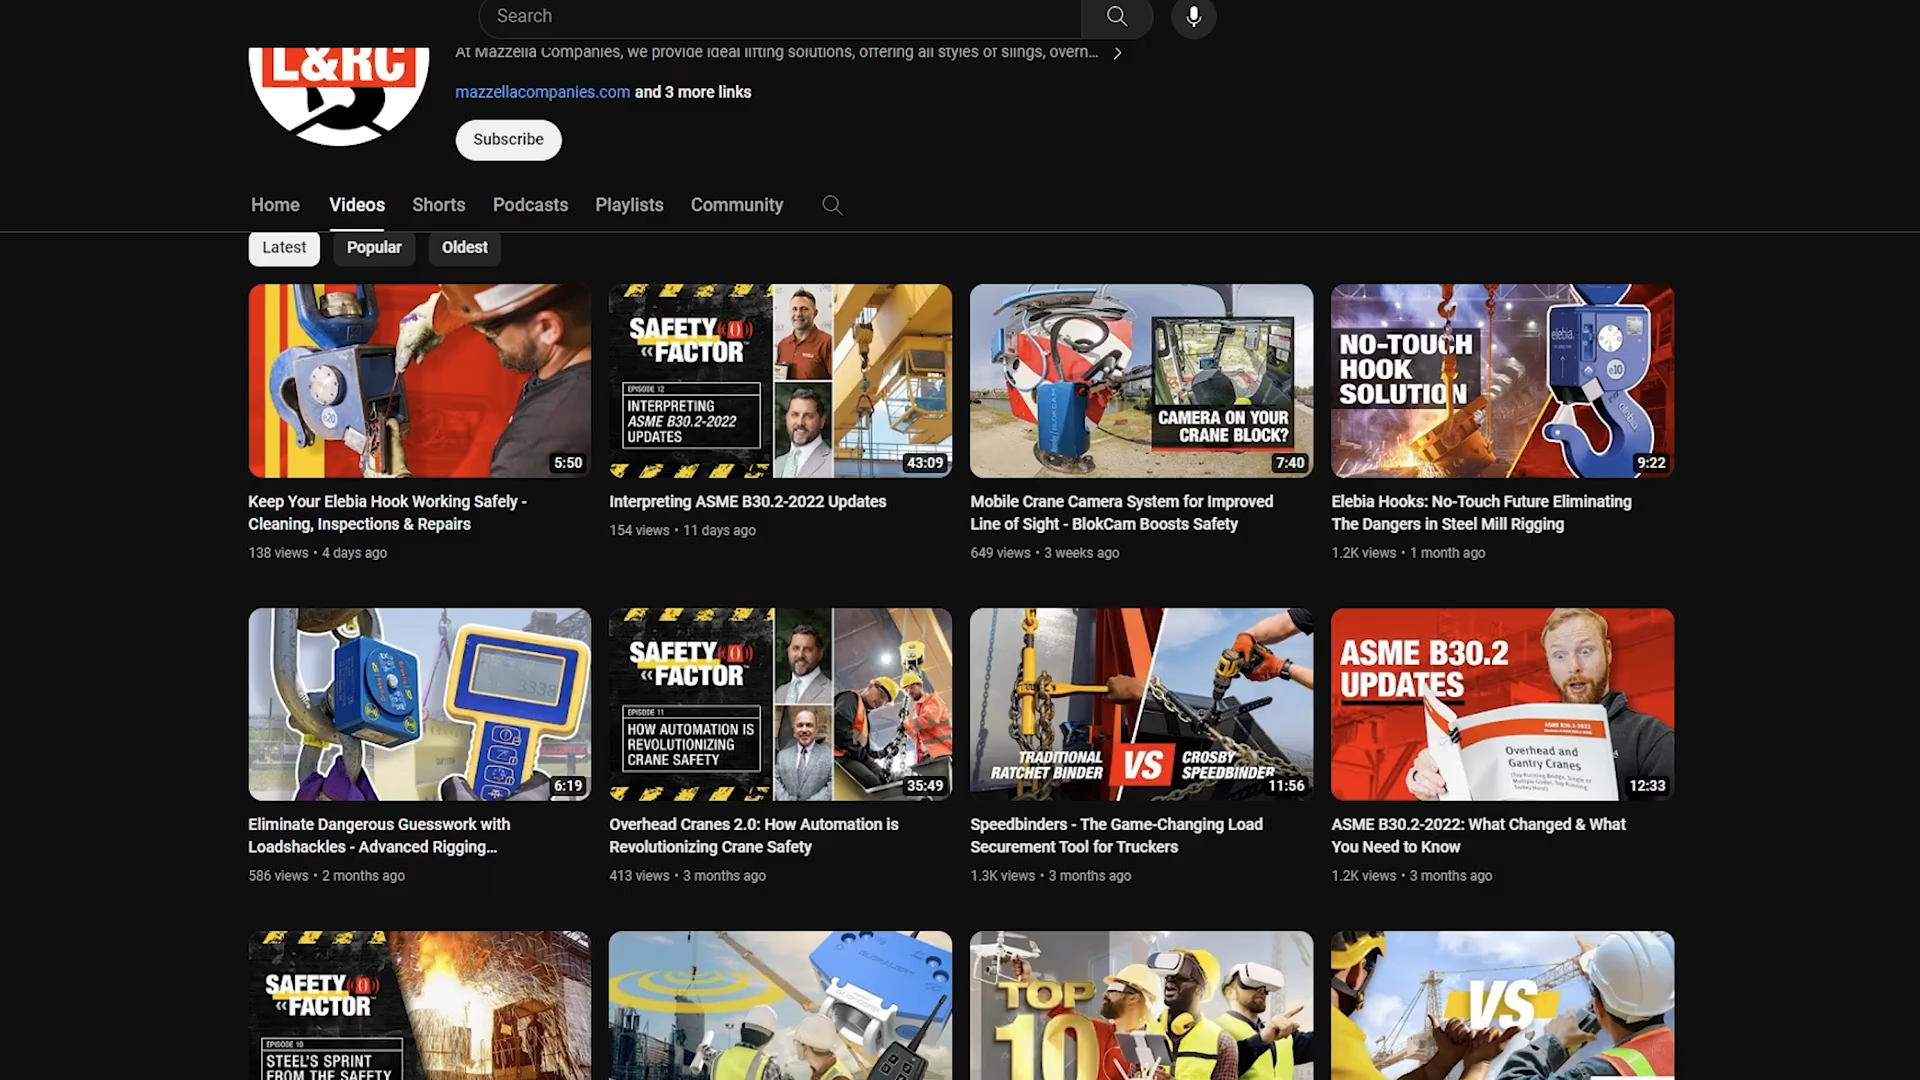 Search
L&RC
At Mazzella Companies, we provide ideal lifting solutions, offering all styles of slings, overh...
mazzellacompanies.com and 3 more links
Subscribe
Home Videos Shorts Podcasts Playlists Community
Latest Popular Oldest
e20
5:50
SAFETY
FACTOR
EPISODE 12
INTERPRETING
ASME B30.2-2022
UPDATES
43:09
CAMERA ON YOUR
CRANE BLOCK?
7:40
NO-TOUCH
HOOK
SOLUTION
elebia
e10
elebia
9:22
Keep Your Elebia Hook Working Safely -
Cleaning, Inspections & Repairs
138 views • 4 days ago
Interpreting ASME B30.2-2022 Updates
154 views • 11 days ago
Mobile Crane Camera System for Improved
Line of Sight - BlokCam Boosts Safety
649 views • 3 weeks ago
Elebia Hooks: No-Touch Future Eliminating
The Dangers in Steel Mill Rigging
1.2K views • 1 month ago
3338
6:19
SAFETY
FACTOR
EPISODE 11
HOW AUTOMATION IS
REVOLUTIONIZING
CRANE SAFETY
35:49
TRADITIONAL
RATCHET BINDER
VS
CROSBY
SPEEDBINDER
11:56
ASME B30.2
UPDATES
ASME B30.2-2022
Overhead and
Gantry Cranes
12:33
Eliminate Dangerous Guesswork with
Loadshackles - Advanced Rigging...
586 views • 2 months ago
Overhead Cranes 2.0: How Automation is
Revolutionizing Crane Safety
413 views • 3 months ago
Speedbinders - The Game-Changing Load
Securement Tool for Truckers
1.3K views • 3 months ago
ASME B30.2-2022: What Changed & What
You Need to Know
1.2K views • 3 months ago
SAFETY
FACTOR
EPISODE 10
STEEL'S SPRINT
FROM THE SAFETY
TOP
10
VS